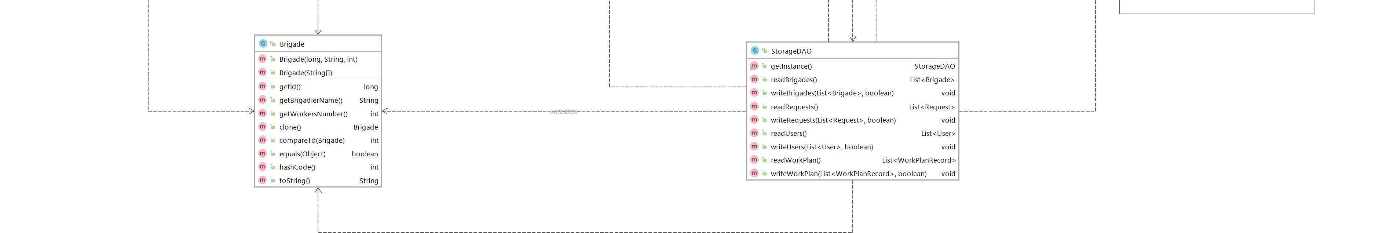 Brigade
Brigade(long, String, int)
Brigade(String[])
getId() long
getBrigadierName() String
getWorkersNumber() int
clone() Brigade
compareTo(Brigade) int
equals(Object) boolean
hashCode() int
toString() String
StorageDAO
getInstance() StorageDAO
readBrigades() List<Brigade>
writeBrigades(List<Brigade>, boolean) void
readRequests() List<Request>
writeRequests(List<Request>, boolean) void
readUsers() List<User>
writeUsers(List<User>, boolean) void
readWorkPlan() List<WorkPlanRecord>
writeWorkPlan(List<WorkPlanRecord>, boolean) void